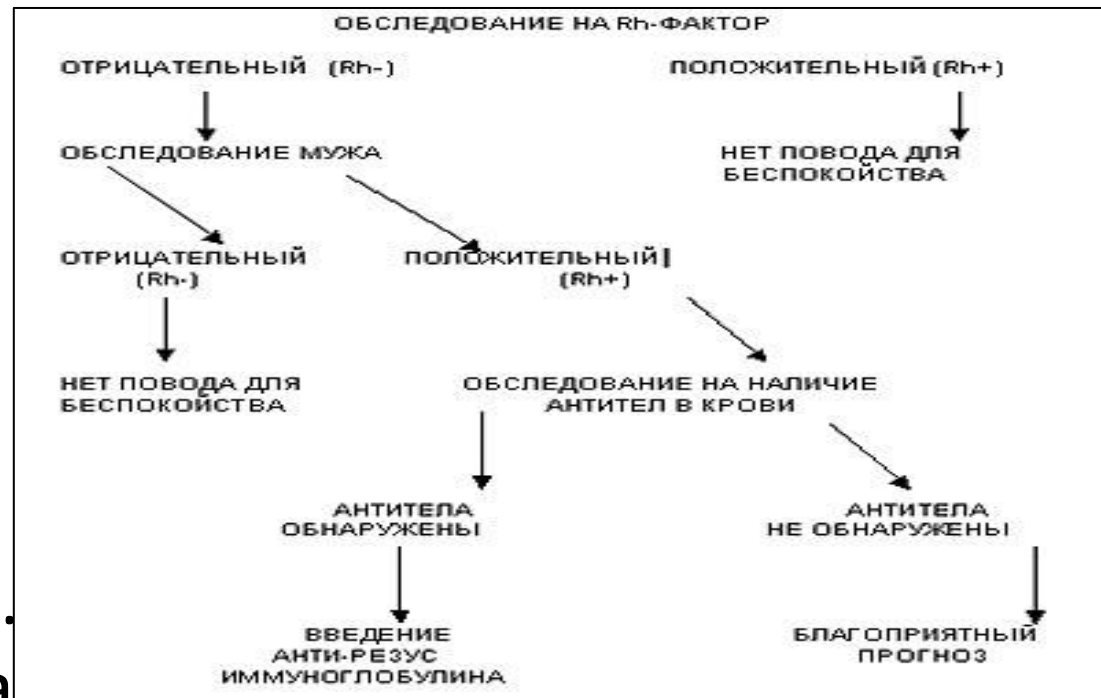 ОБСЛЕДОВАНИЕ НА Rh-ФАКТОР
ОТРИЦАТЕЛЬНЫЙ (Rh-)
ПОЛОЖИТЕЛЬНЫЙ (Rh+)
ОБСЛЕДОВАНИЕ МУЖА
НЕТ ПОВОДА ДЛЯ
БЕСПОКОЙСТВА
ОТРИЦАТЕЛЬНЫЙ
(Rh-)
ПОЛОЖИТЕЛЬНЫЙ
(Rh+)
НЕТ ПОВОДА ДЛЯ
БЕСПОКОЙСТВА
ОБСЛЕДОВАНИЕ НА НАЛИЧИЕ
АНТИТЕЛ В КРОВИ
АНТИТЕЛА
ОБНАРУЖЕНЫ
АНТИТЕЛА
НЕ ОБНАРУЖЕНЫ
ВВЕДЕНИЕ
АНТИ-РЕЗУС
ИММУНОГЛОБУЛИНА
БЛАГОПРИЯТНЫЙ
ПРОГНОЗ